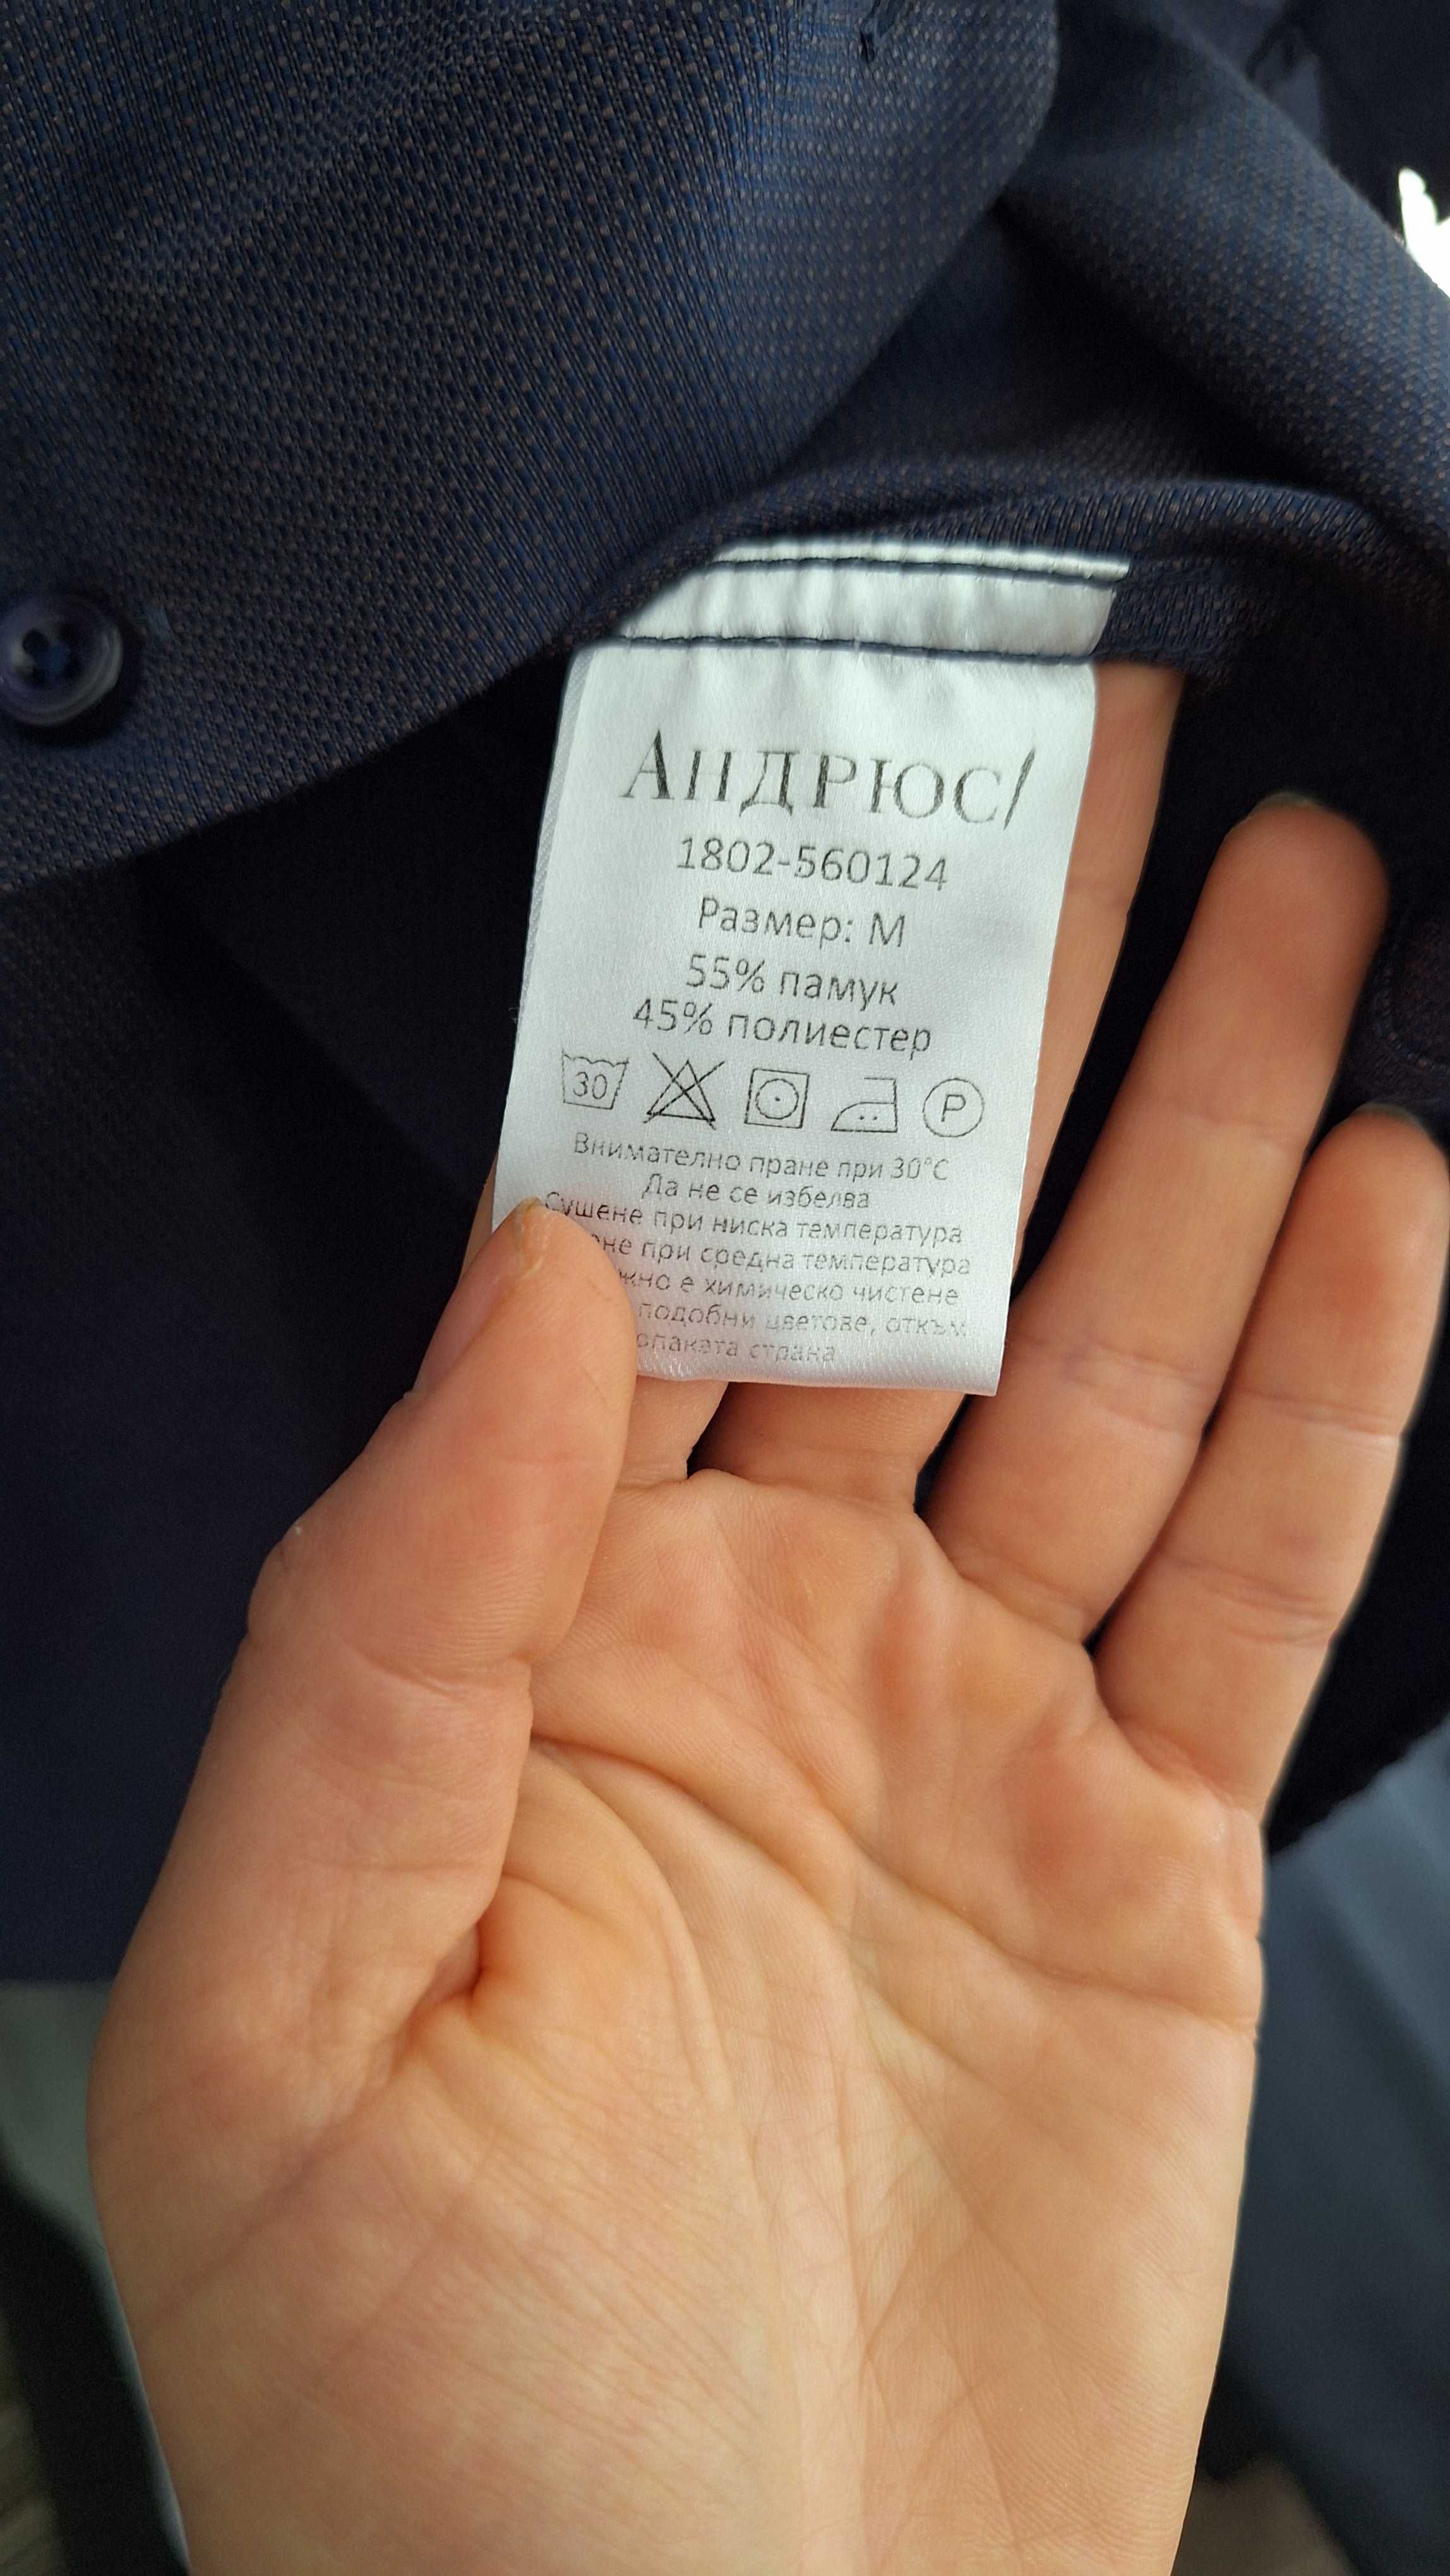 АНДРЮС/
1802-560124
Размер: М
55% памук
45% полиестер
30 P
Внимателно пране при 30°C
Да не се избелва
Сушене при ниска температура
при средна температура
е химическо чистене
подобни цветове, откъм
опаката страна